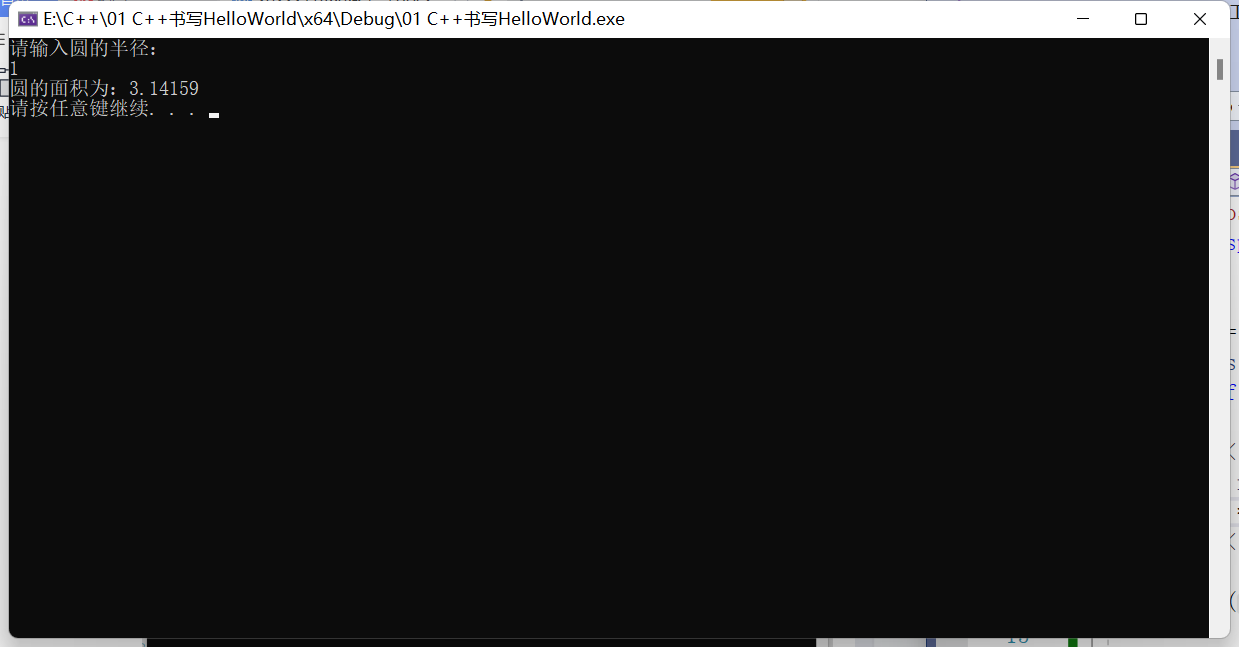 E:\C++\01 C++书写HelloWorld\x64\Debug\01 C++书写HelloWorld.exe
请输入圆的半径：
1
圆的面积为：3.14159
请按任意键继续. . .